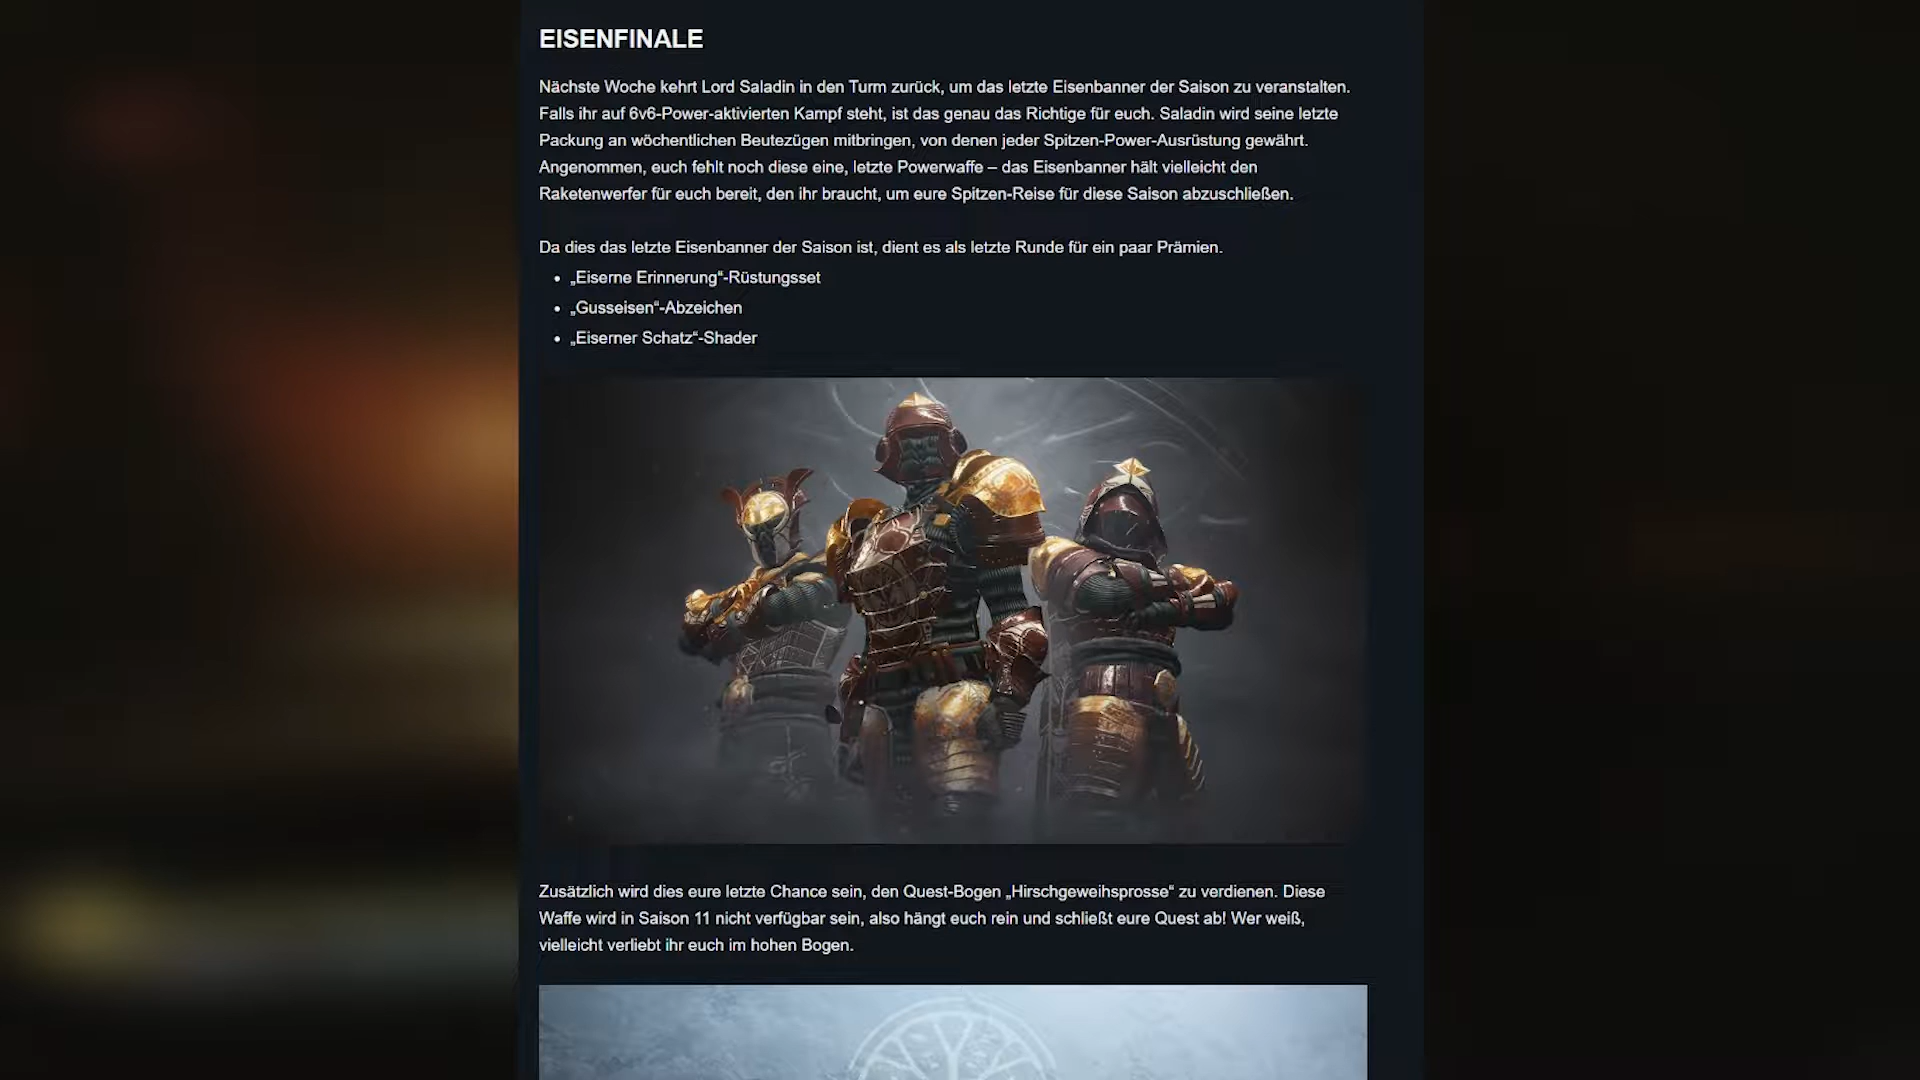 EISENFINALE
Nächste Woche kehrt Lord Saladin in den Turm zurück, um das letzte Eisenbanner der Saison zu veranstalten.
Falls ihr auf 6v6-Power-aktivierten Kampf steht, ist das genau das Richtige für euch. Saladin wird seine letzte
Packung an wöchentlichen Beutezügen mitbringen, von denen jeder Spitzen-Power-Ausrüstung gewährt.
Angenommen, euch fehlt noch diese eine, letzte Powerwaffe – das Eisenbanner hält vielleicht den
Raketenwerfer für euch bereit, den ihr braucht, um eure Spitzen-Reise für diese Saison abzuschließen.
Da dies das letzte Eisenbanner der Saison ist, dient es als letzte Runde für ein paar Prämien.
• „Eiserne Erinnerung“-Rüstungsset
• „Gusseisen“-Abzeichen
• „Eiserner Schatz“-Shader
Zusätzlich wird dies eure letzte Chance sein, den Quest-Bogen „Hirschgeweihsprosse“ zu verdienen. Diese
Waffe wird in Saison 11 nicht verfügbar sein, also hängt euch rein und schließt eure Quest ab! Wer weiß,
vielleicht verliebt ihr euch im hohen Bogen.